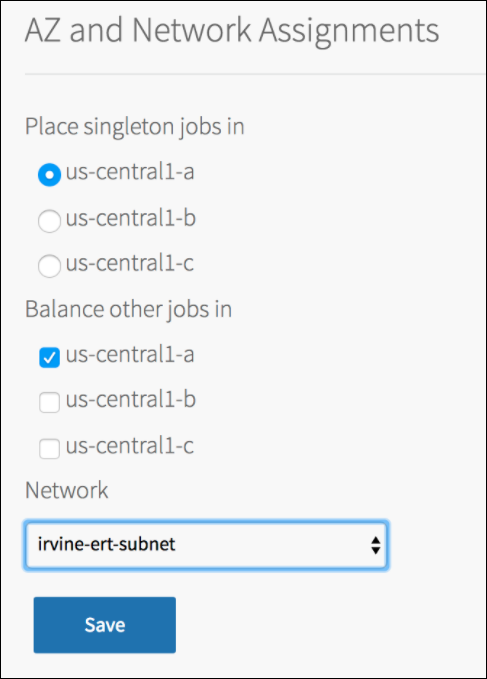 AZ and Network Assignments
Place singleton jobs in
us-central1-a
us-central1-b
us-central1-c
Balance other jobs in
us-central1-a
us-central1-b
us-central1-c
Network
irvine-ert-subnet
Save